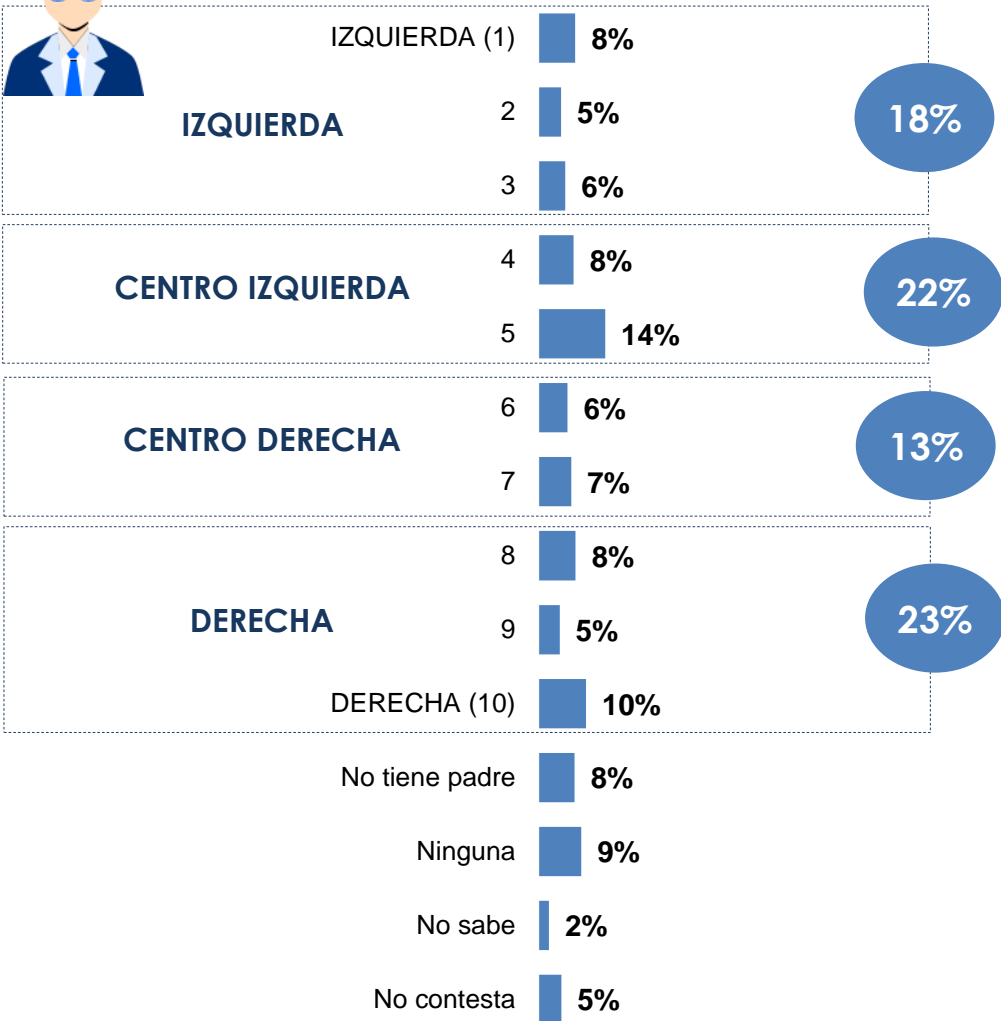 IZQUIERDA (1) 8%
IZQUIERDA 2 5% 18%
3 6%
4 8%
CENTRO IZQUIERDA 22%
5 14%
6 6%
CENTRO DERECHA 13%
7 7%
8 8%
DERECHA 9 5% 23%
DERECHA (10) 10%
No tiene padre 8%
Ninguna 9%
No sabe 2%
No contesta 5%